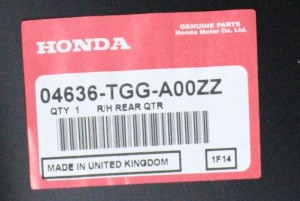 HONDA
GENUINE PARTS
Honda Motor Co. Ltd.
04636-TGG-A00ZZ
QTY 1 R/H REAR QTR
MADE IN UNITED KINGDOM
1F14